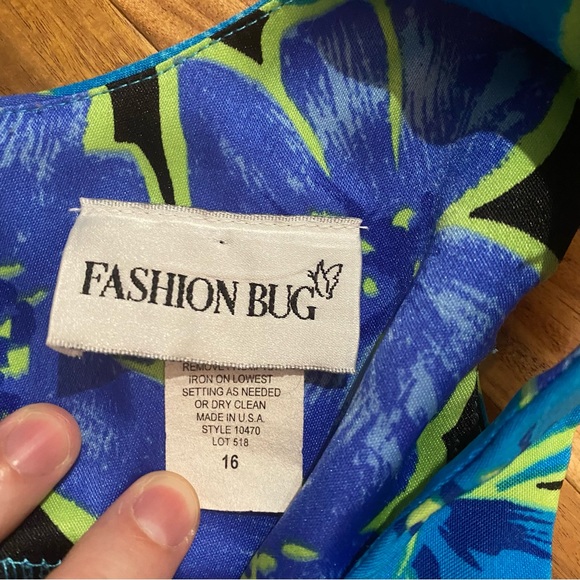 FASHION BUG
IRON ON LOWEST
SETTING AS NEEDED
OR DRY CLEAN
MADE IN U.S.A.
STYLE 10470
LOT 518
16